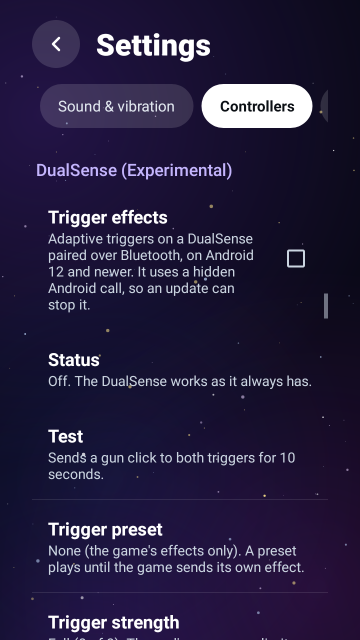 Settings
Sound & vibration
Controllers
DualSense (Experimental)
Trigger effects
Adaptive triggers on a DualSense
paired over Bluetooth, on Android
12 and newer. It uses a hidden
Android call, so an update can
stop it.
Status
Off. The DualSense works as it always has.
Test
Sends a gun click to both triggers for 10
seconds.
Trigger preset
None (the game's effects only). A preset
plays until the game sends its own effect.
Trigger strength